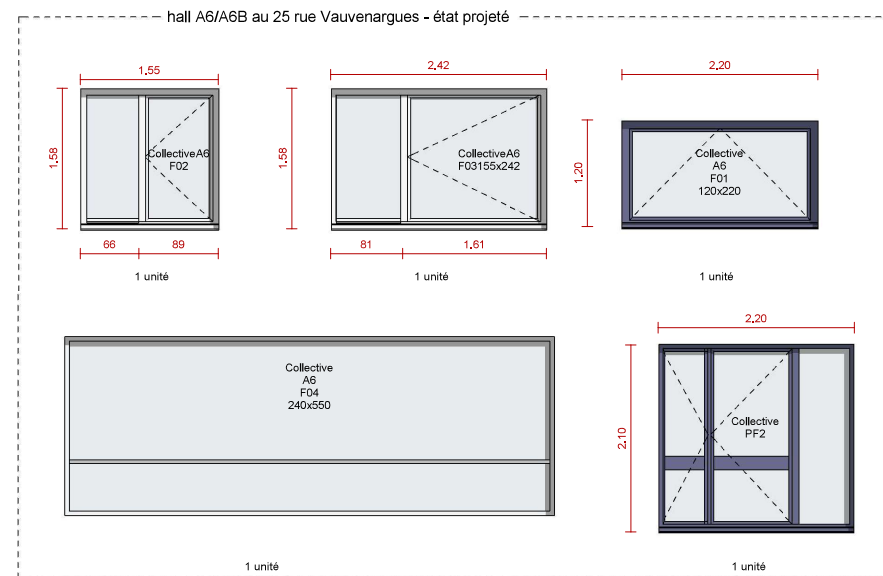 hall A6/A6B au 25 rue Vauvenargues - état projeté
1.55
2.42
2.20
1.58
CollectiveA6
F02
1.58
CollectiveA6
F03155x242
1.20
Collective
A6
F01
120x220
66
89
81
1.61
1 unité
1 unité
1 unité
Collective
A6
F04
240x550
2.20
2.10
Collective
PF2
1 unité
1 unité